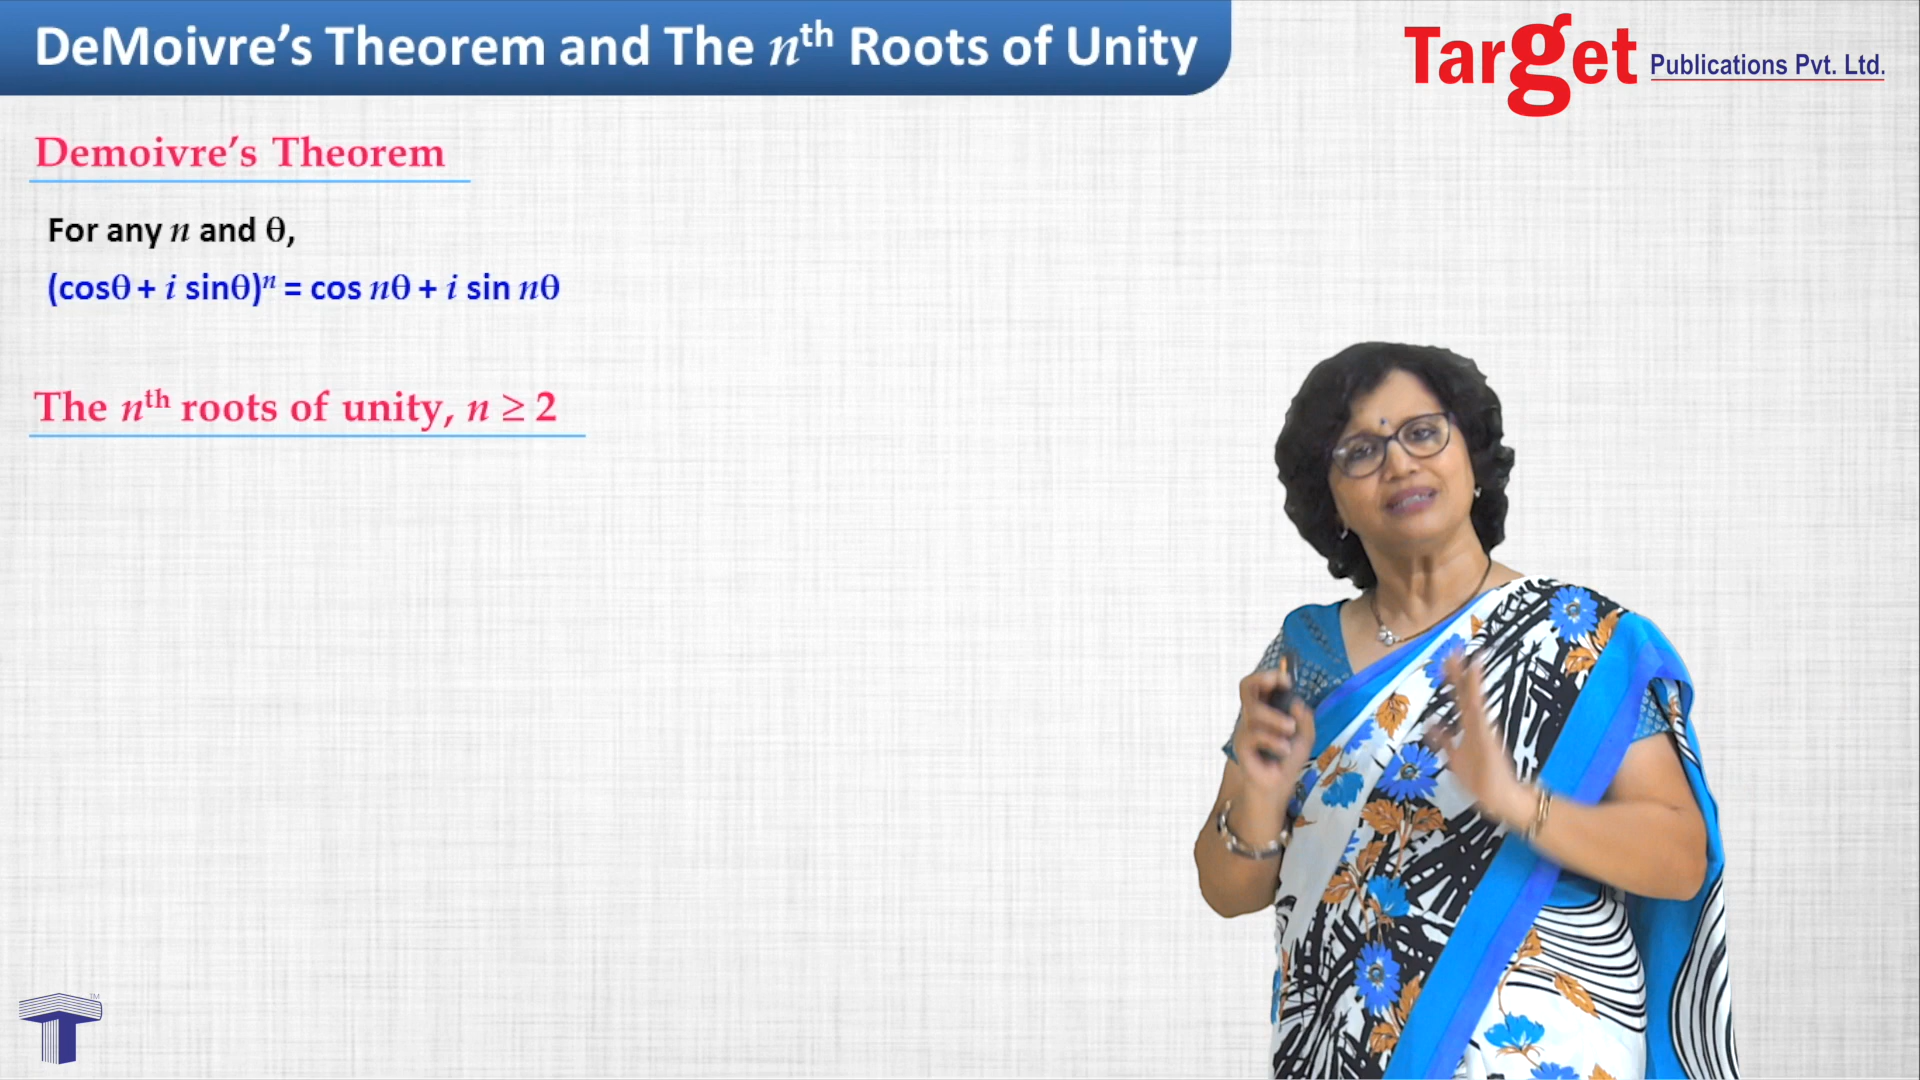 DeMoivre’s Theorem and The nᵗʰ Roots of Unity
Target Publications Pvt. Ltd.
Demoivre’s Theorem
For any n and θ,
(cosθ + i sinθ)ⁿ = cos nθ + i sin nθ
The nᵗʰ roots of unity, n ≥ 2
TM